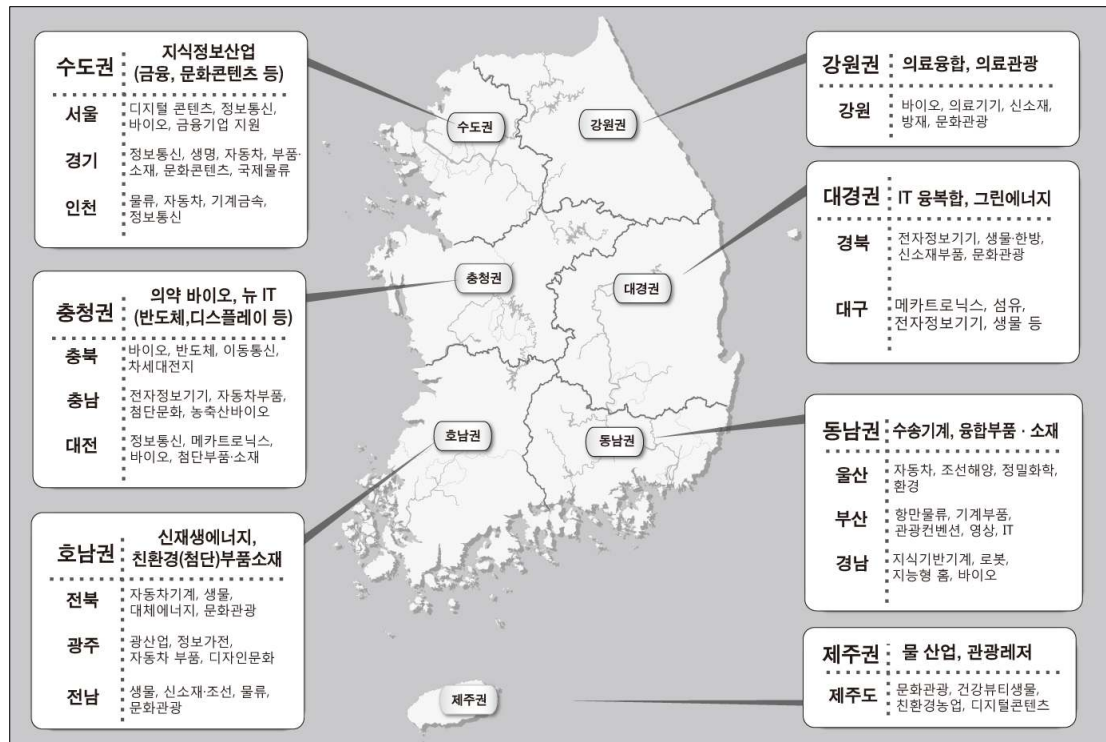 수도권
지식정보산업
(금융, 문화콘텐츠 등)
서울
디지털 콘텐츠, 정보통신,
바이오, 금융기업 지원
경기
정보통신, 생명, 자동차, 부품·
소재, 문화콘텐츠, 국제물류
인천
물류, 자동차, 기계금속,
정보통신
충청권
의약 바이오, 뉴 IT
(반도체,디스플레이 등)
충북
바이오, 반도체, 이동통신,
차세대전지
충남
전자정보기기, 자동차부품,
첨단문화, 농축산바이오
대전
정보통신, 메카트로닉스,
바이오, 첨단부품·소재
호남권
신재생에너지,
친환경(첨단)부품소재
전북
자동차기계, 생물,
대체에너지, 문화관광
광주
광산업, 정보가전,
자동차 부품, 디자인문화
전남
생물, 신소재·조선, 물류,
문화관광
수도권
강원권
충청권
대경권
호남권
동남권
제주권
강원권
의료융합, 의료관광
강원
바이오, 의료기기, 신소재,
방재, 문화관광
대경권
IT 융복합, 그린에너지
경북
전자정보기기, 생물·한방,
신소재부품, 문화관광
대구
메카트로닉스, 섬유,
전자정보기기, 생물 등
동남권
수송기계, 융합부품 · 소재
울산
자동차, 조선해양, 정밀화학,
환경
부산
항만물류, 기계부품,
관광컨벤션, 영상, IT
경남
지식기반기계, 로봇,
지능형 홈, 바이오
제주권
물 산업, 관광레저
제주도
문화관광, 건강뷰티생물,
친환경농업, 디지털콘텐츠